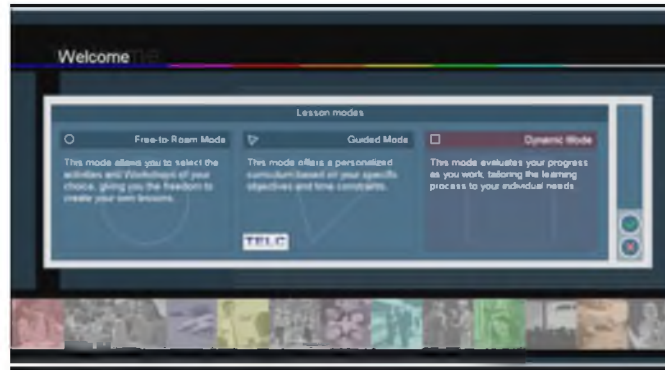 Welcome
Lesson modes
Free-to-Roam Mode
This mode allows you to select the
activities and Workshops of your
choice, giving you the freedom to
create your own lessons.
Guided Mode
This mode offers a personalized
curriculum based on your specific
objectives and time constraints.
TELC
Dynamic Mode
This mode evaluates your progress
as you work, tailoring the learning
process to your individual needs.